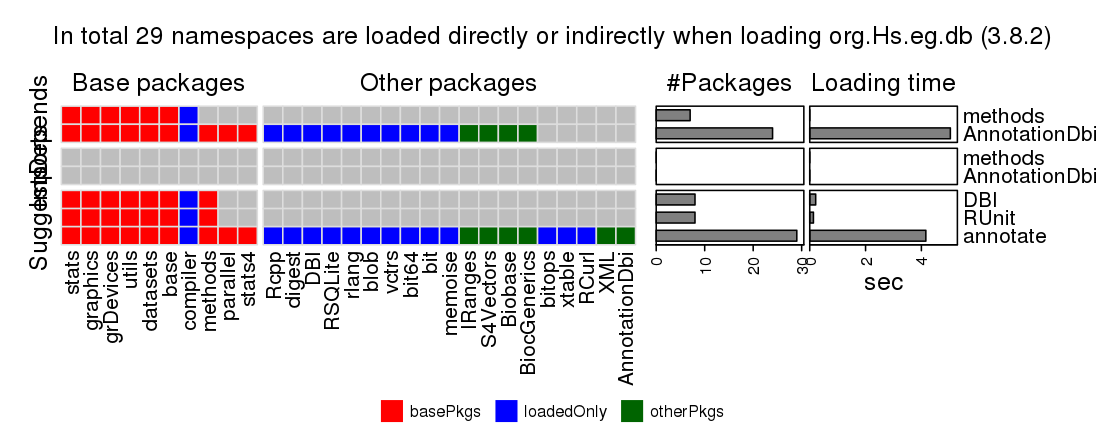 In total 29 namespaces are loaded directly or indirectly when loading org.Hs.eg.db (3.8.2)
Base packages
Other packages
#Packages
Loading time
Depends
Imports
Suggests
methods
AnnotationDbi
methods
AnnotationDbi
DBI
RUnit
annotate
stats
graphics
grDevices
utils
datasets
base
compiler
methods
parallel
stats4
Rcpp
digest
DBI
RSQLite
rlang
blob
vctrs
bit64
bit
memoise
IRanges
S4Vectors
Biobase
BiocGenerics
bitops
xtable
RCurl
XML
AnnotationDbi
0
10
20
30
0
2
4
sec
basePkgs
loadedOnly
otherPkgs